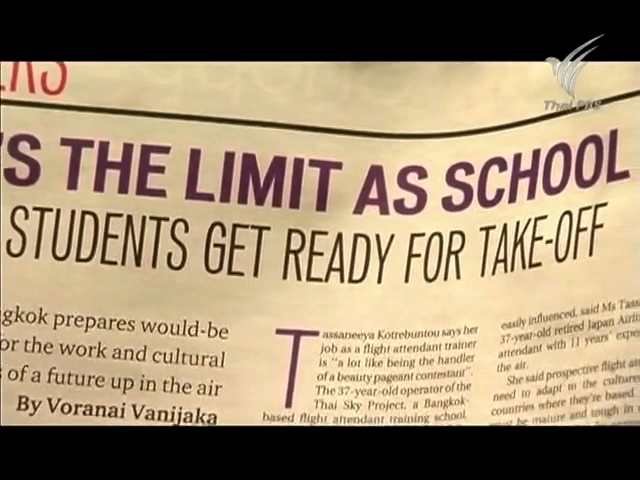 ERS
Thai PBS
'S THE LIMIT AS SCHOOL
STUDENTS GET READY FOR TAKE-OFF
gkok prepares would-be
or the work and cultural
s of a future up in the air
By Voranai Vanijaka
Tassaneeya Kotrebuntou says her
job as a flight attendant trainer
is "a lot like being the handler
of a beauty pageant contestant".
The 37-year-old operator of the
Thai Sky Project, a Bangkok-
based flight attendant training school,
easily influenced, said Ms Tass
37-year-old retired Japan Airlin
attendant with 11 years' expe
the air.
She said prospective flight att
need to adapt to the culture
countries where they're based
must be mature and tough in